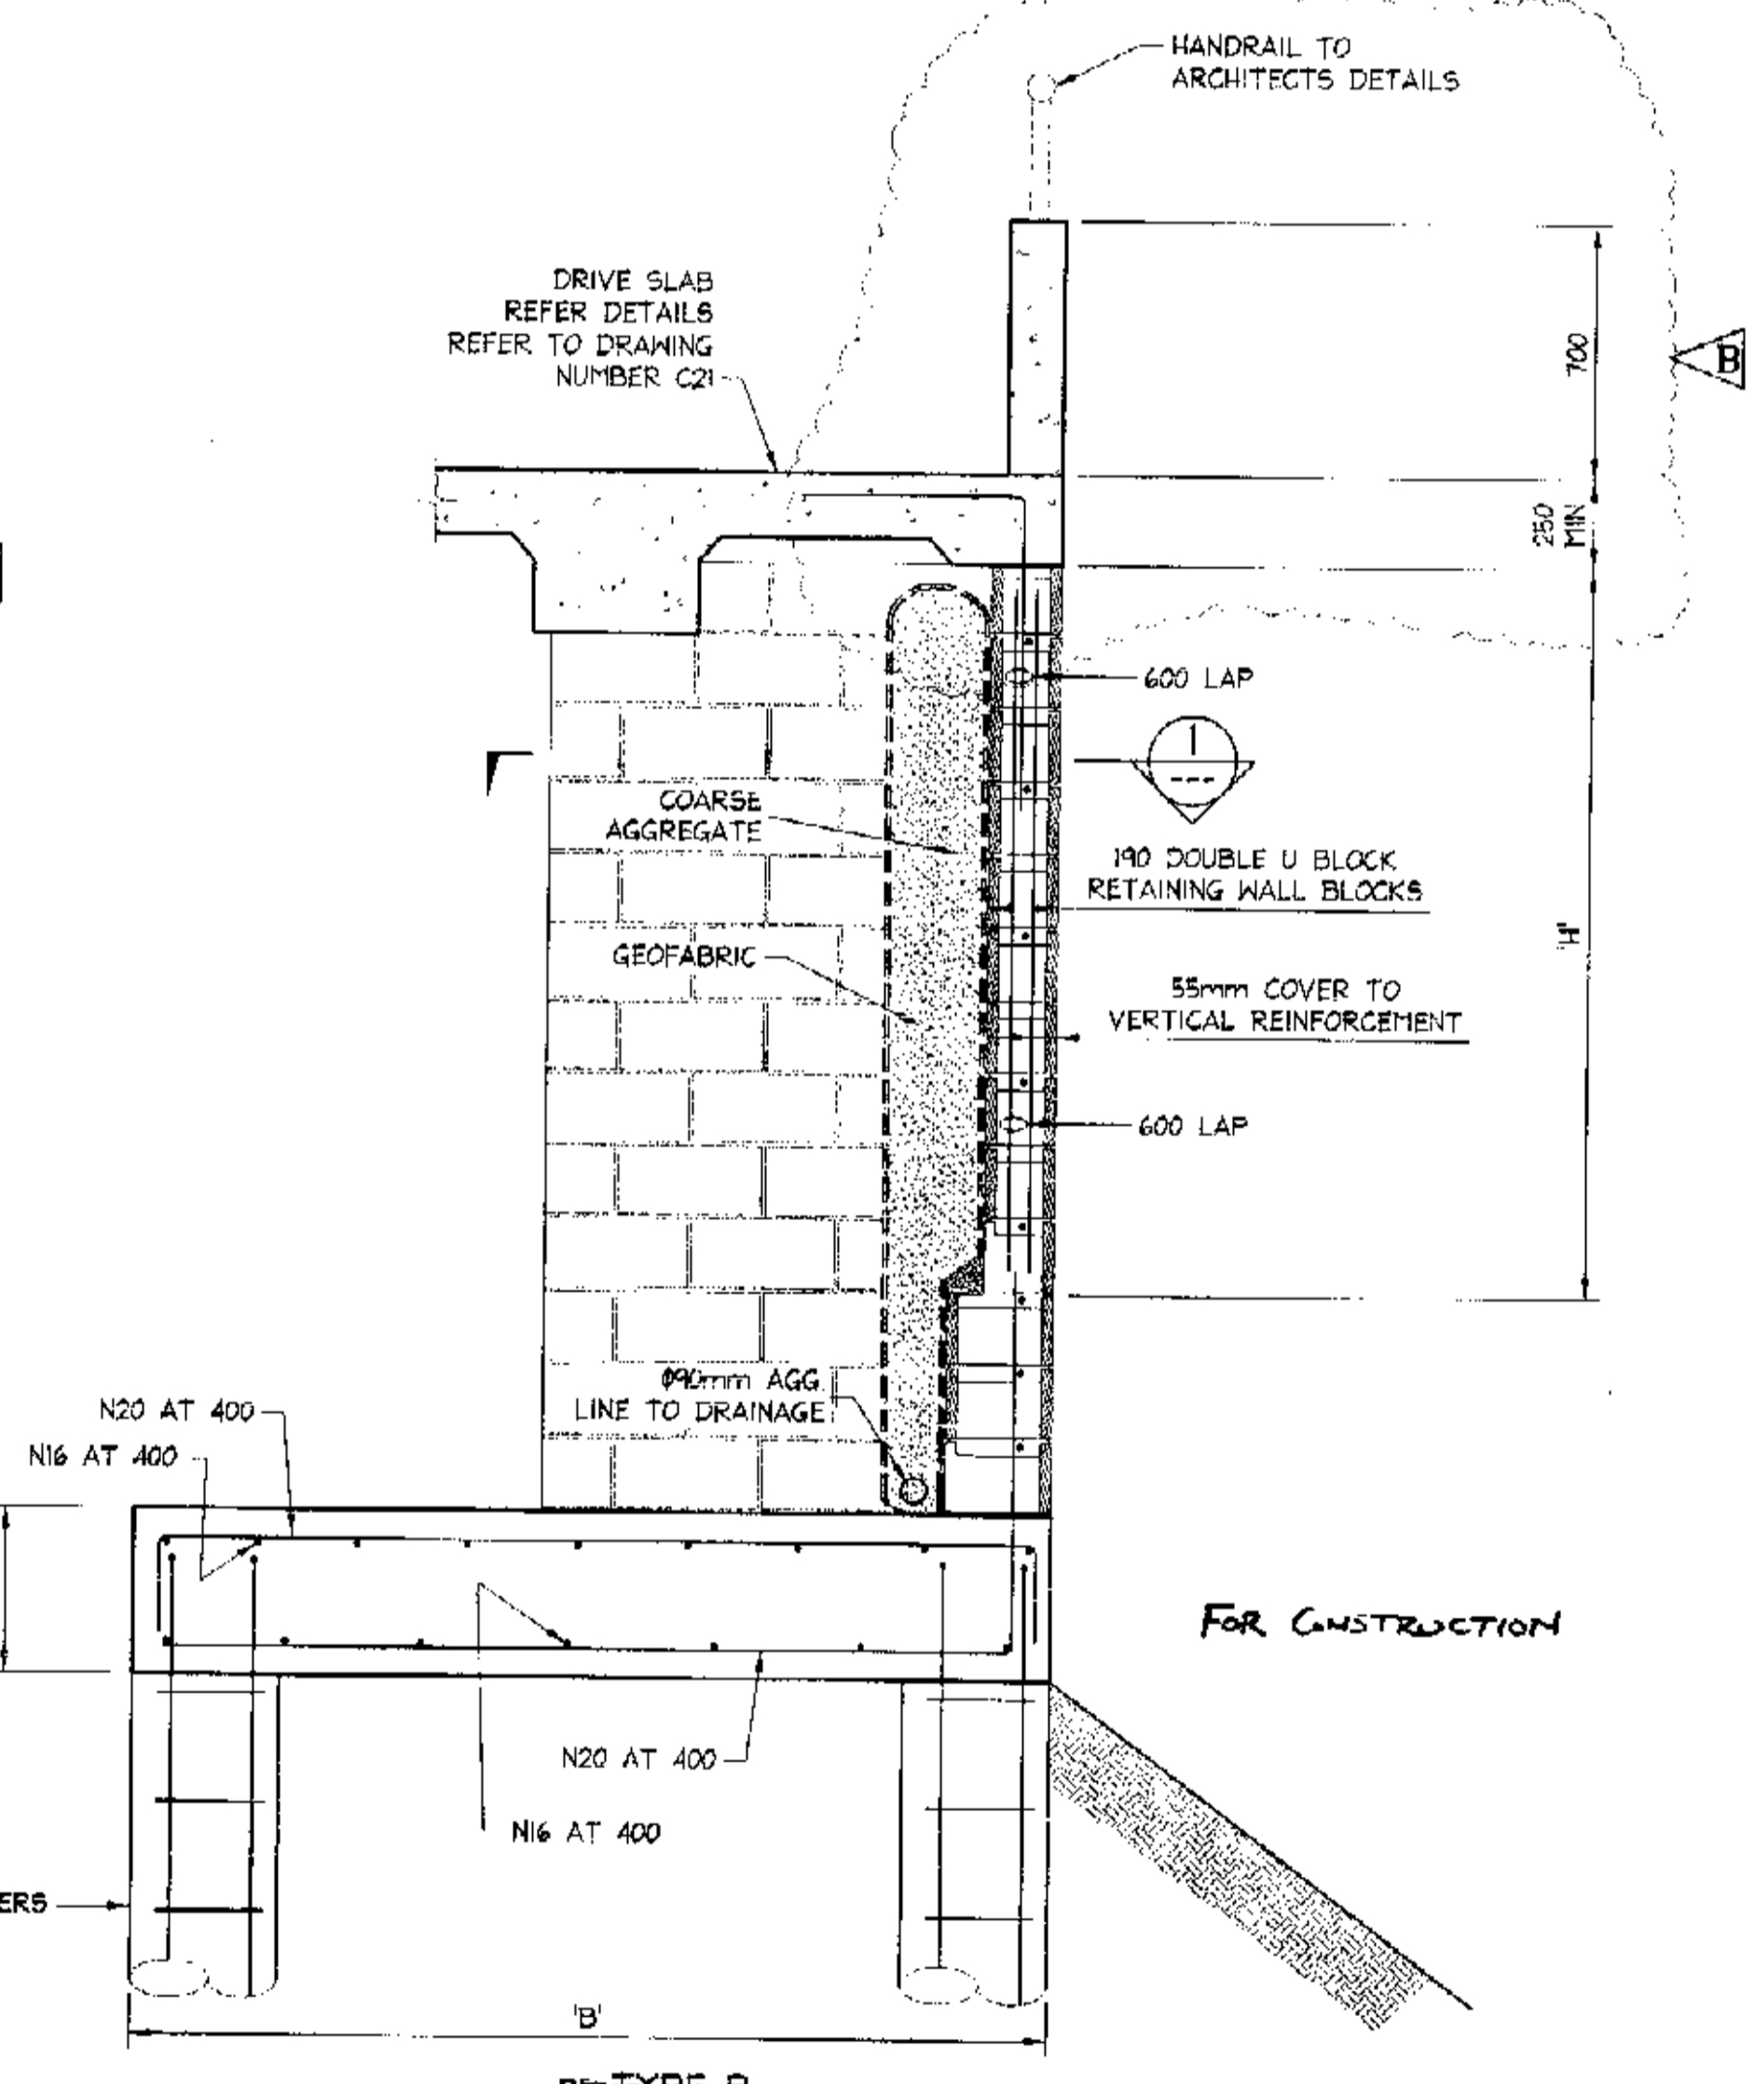 HANDRAIL TO
ARCHITECTS DETAILS
DRIVE SLAB
REFER DETAILS
REFER TO DRAWING
NUMBER C21
700
B
250
MIN
600 LAP
1
---
COARSE
AGGREGATE
190 DOUBLE U BLOCK
RETAINING WALL BLOCKS
'H'
GEOFABRIC
55mm COVER TO
VERTICAL REINFORCEMENT
600 LAP
Ø90mm AGG.
LINE TO DRAINAGE
N20 AT 400
N16 AT 400
FOR CONSTRUCTION
N20 AT 400
N16 AT 400
ERS
'B'
TYPE